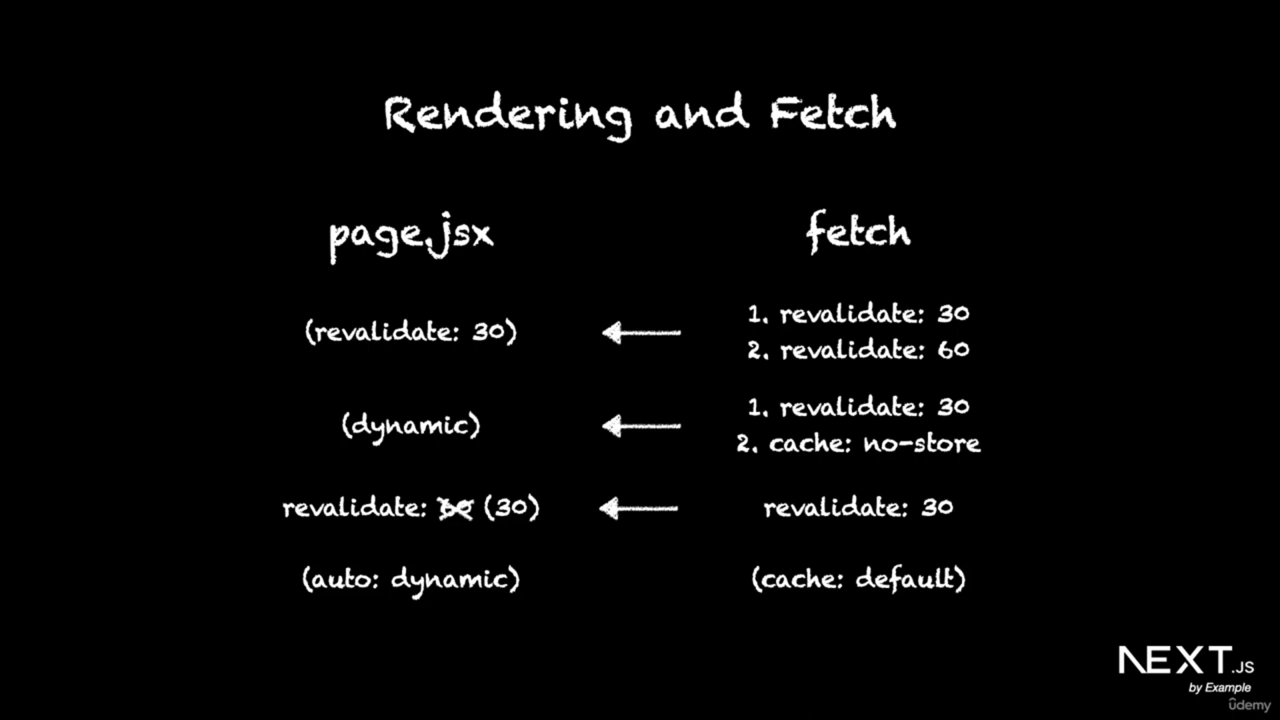 Rendering and Fetch
page.jsx
fetch
(revalidate: 30)
1. revalidate: 30
2. revalidate: 60
(dynamic)
1. revalidate: 30
2. cache: no-store
revalidate: (30)
revalidate: 30
(auto: dynamic)
(cache: default)
NEXT.JS
by Example
ûdemy